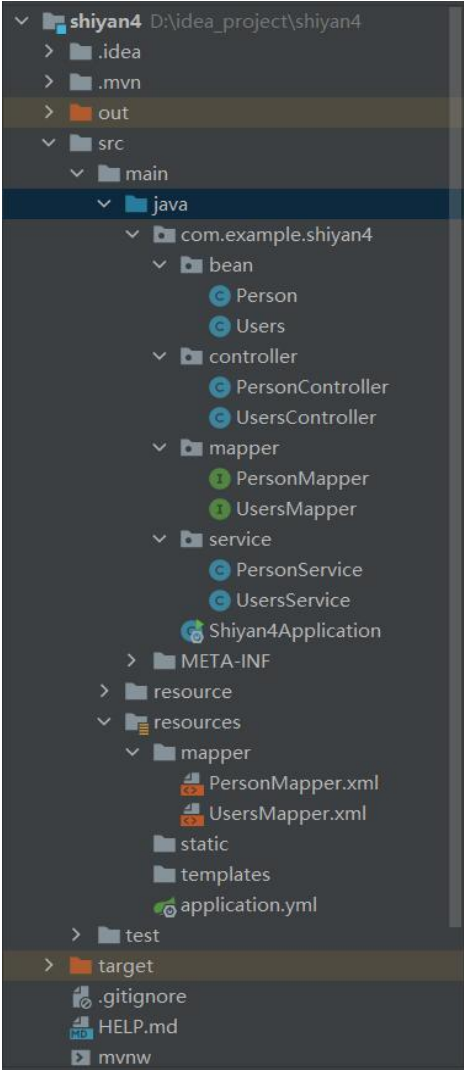 shiyan4 D:\idea_project\shiyan4
.idea
.mvn
out
src
main
java
com.example.shiyan4
bean
C Person
C Users
controller
C PersonController
C UsersController
mapper
I PersonMapper
I UsersMapper
service
C PersonService
C UsersService
Shiyan4Application
META-INF
resource
resources
mapper
PersonMapper.xml
UsersMapper.xml
static
templates
application.yml
test
target
.gitignore
MD HELP.md
mvnw